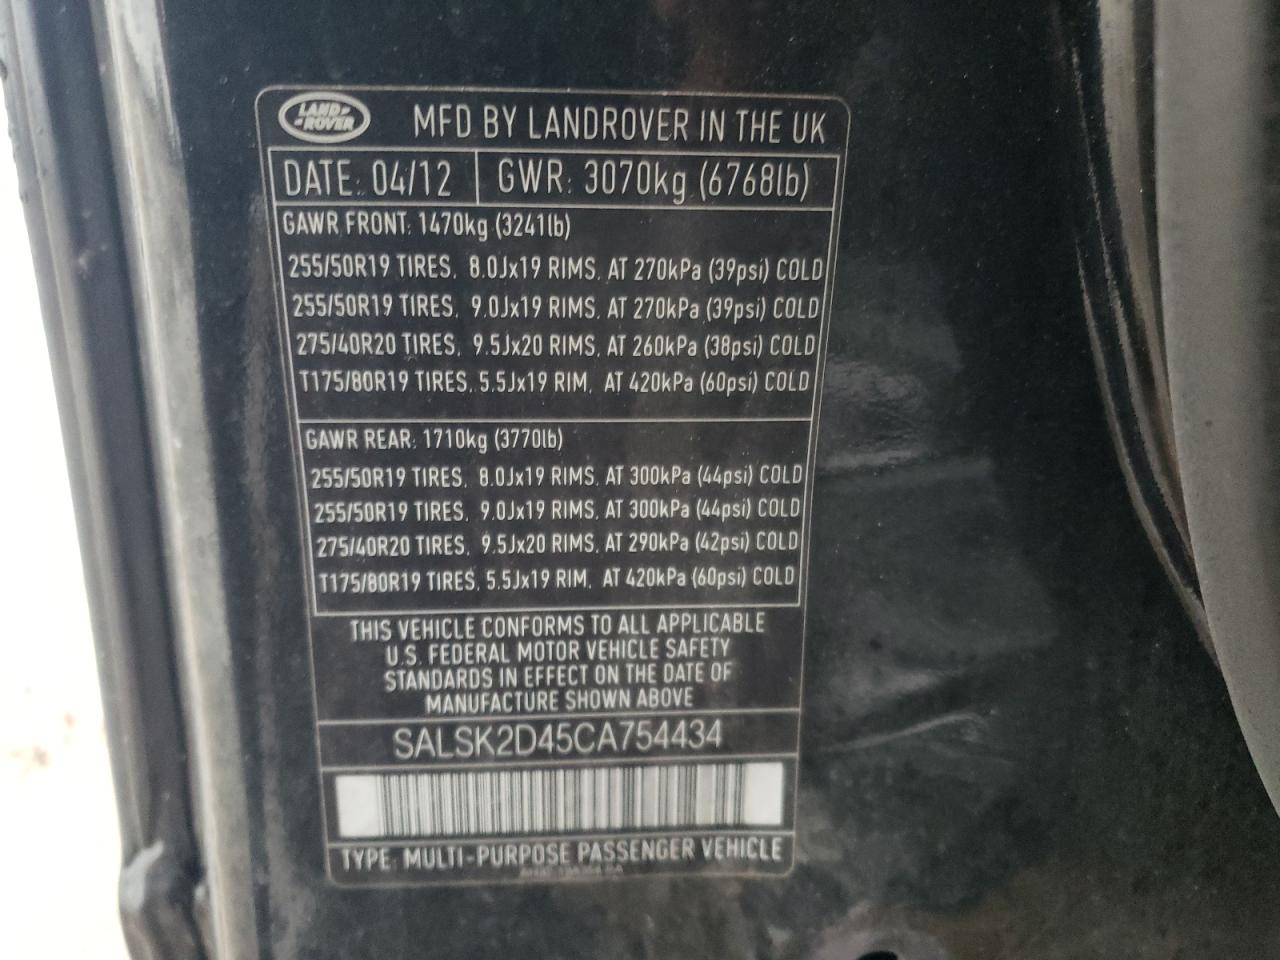 LAND-
-ROVER
MFD BY LANDROVER IN THE UK
DATE: 04/12 GWR: 3070kg (6768lb)
GAWR FRONT: 1470kg (3241lb)
255/50R19 TIRES, 8.0Jx19 RIMS, AT 270kPa (39psi) COLD
255/50R19 TIRES, 9.0Jx19 RIMS, AT 270kPa (39psi) COLD
275/40R20 TIRES, 9.5Jx20 RIMS, AT 260kPa (38psi) COLD
T175/80R19 TIRES, 5.5Jx19 RIM, AT 420kPa (60psi) COLD
GAWR REAR: 1710kg (3770lb)
255/50R19 TIRES, 8.0Jx19 RIMS, AT 300kPa (44psi) COLD
255/50R19 TIRES, 9.0Jx19 RIMS, AT 300kPa (44psi) COLD
275/40R20 TIRES, 9.5Jx20 RIMS, AT 290kPa (42psi) COLD
T175/80R19 TIRES, 5.5Jx19 RIM, AT 420kPa (60psi) COLD
THIS VEHICLE CONFORMS TO ALL APPLICABLE
U.S. FEDERAL MOTOR VEHICLE SAFETY
STANDARDS IN EFFECT ON THE DATE OF
MANUFACTURE SHOWN ABOVE
SALSK2D45CA754434
TYPE: MULTI-PURPOSE PASSENGER VEHICLE